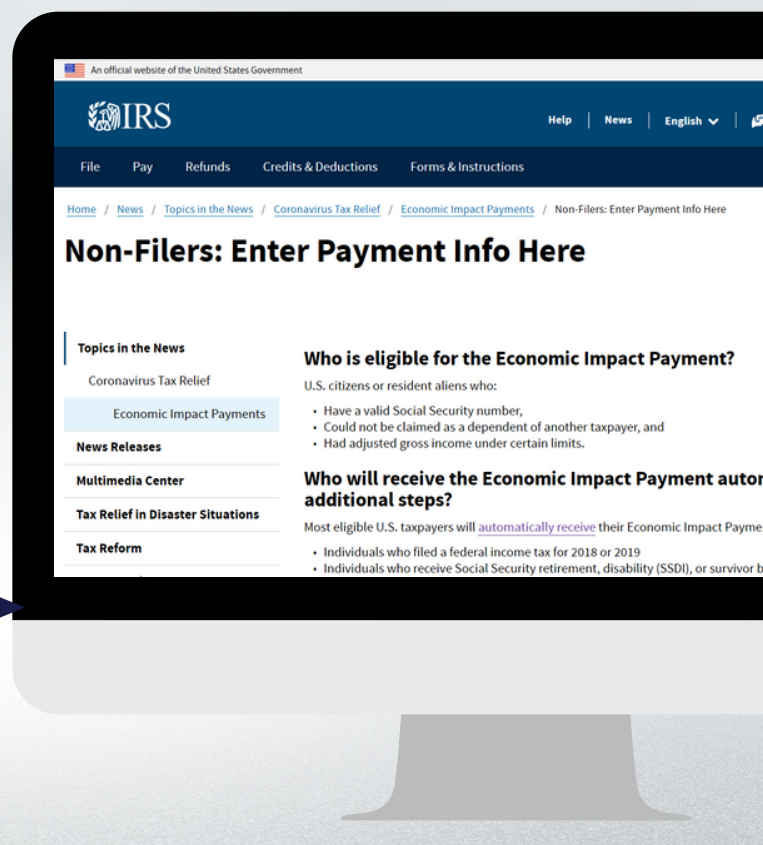 An official website of the United States Government
IRS
Help News English
File Pay Refunds Credits & Deductions Forms & Instructions
Home / News / Topics in the News / Coronavirus Tax Relief / Economic Impact Payments / Non-Filers: Enter Payment Info Here
Non-Filers: Enter Payment Info Here
Topics in the News
Coronavirus Tax Relief
Economic Impact Payments
News Releases
Multimedia Center
Tax Relief in Disaster Situations
Tax Reform
Who is eligible for the Economic Impact Payment?
U.S. citizens or resident aliens who:
• Have a valid Social Security number,
• Could not be claimed as a dependent of another taxpayer, and
• Had adjusted gross income under certain limits.
Who will receive the Economic Impact Payment
additional steps?
Most eligible U.S. taxpayers will automatically receive their Economic Impact
• Individuals who filed a federal income tax for 2018 or 2019
• Individuals who receive Social Security retirement, disability (SSDI), or survivor